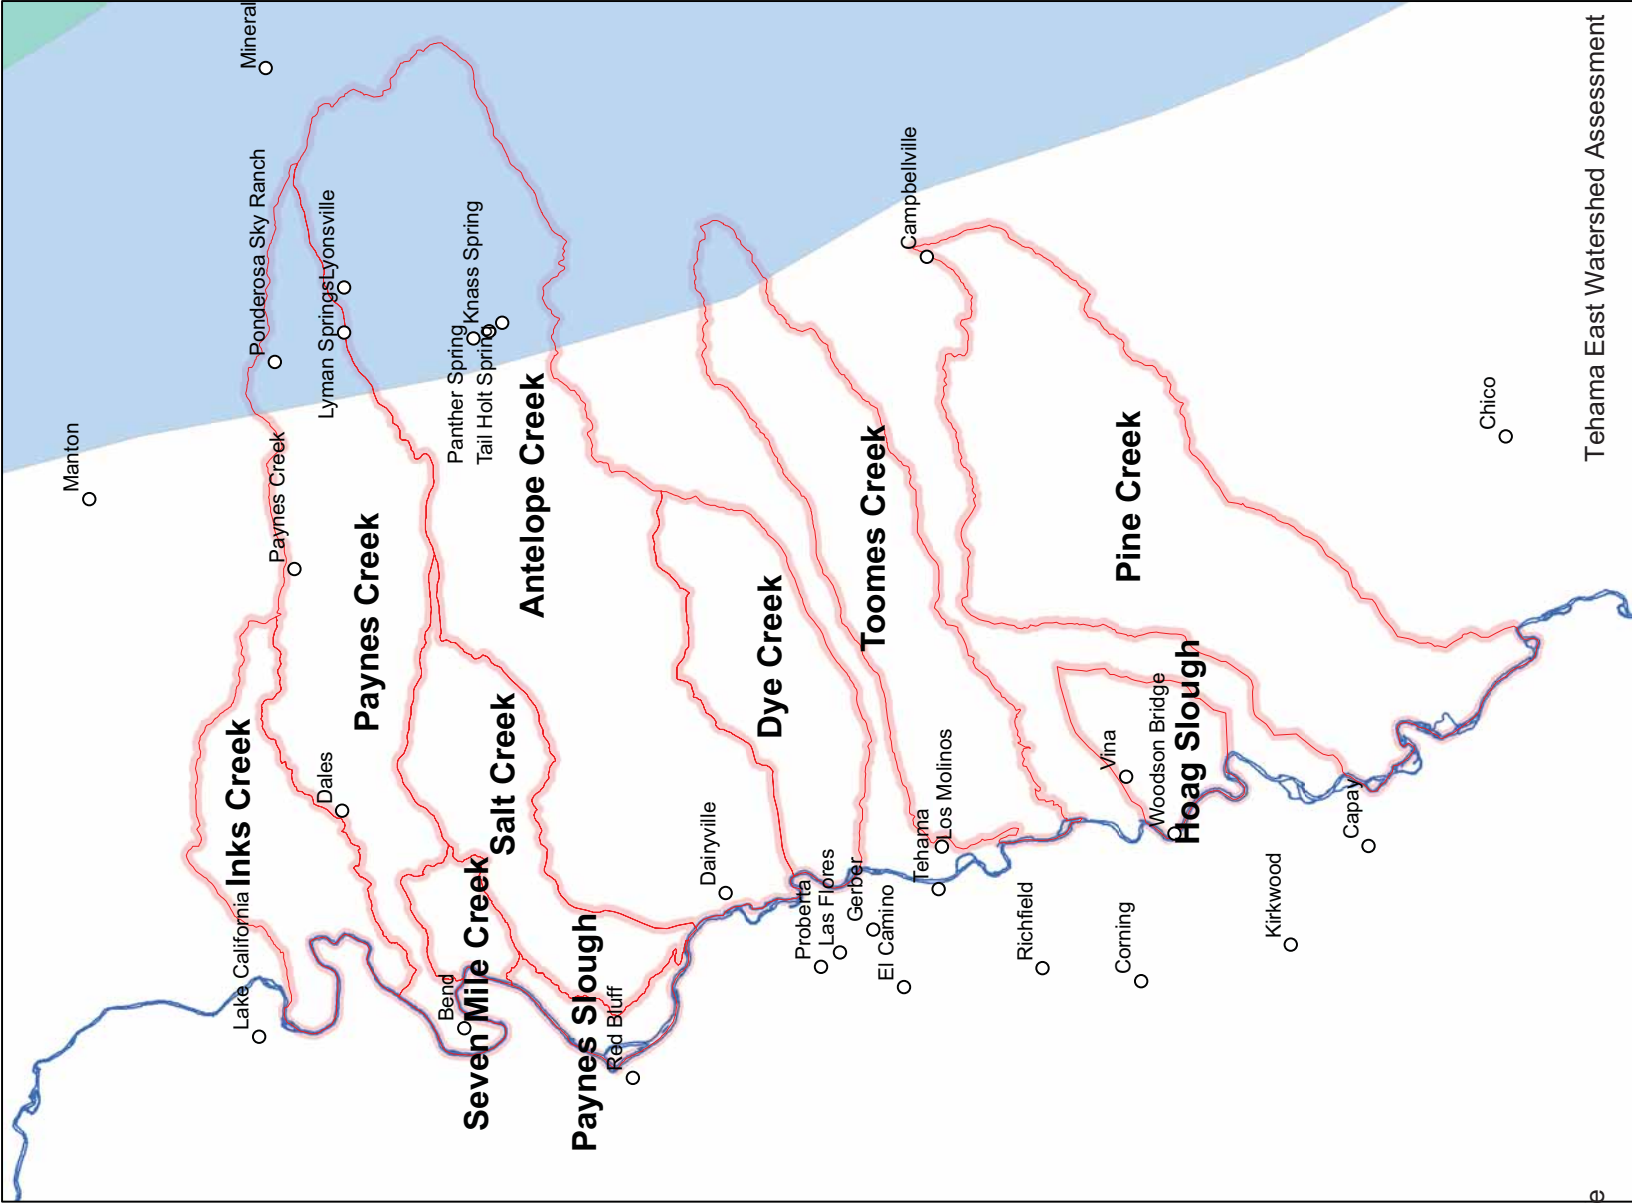 Mineral
Manton
Ponderosa Sky Ranch
Lyonsville
Lyman Springs
Knass Spring
Panther Spring
Tail Holt Spring
Paynes Creek
Campbellville
Antelope Creek
Paynes Creek
Toomes Creek
Pine Creek
Chico
Dye Creek
Salt Creek
Inks Creek
Dales
Hoag Slough
Woodson Bridge
Vina
Los Molinos
Tehama
Dairyville
Capay
Proberta
Las Flores
Gerber
El Camino
Richfield
Corning
Kirkwood
Lake California
Bend
Seven Mile Creek
Paynes Slough
Red Bluff
Tehama East Watershed Assessment
e